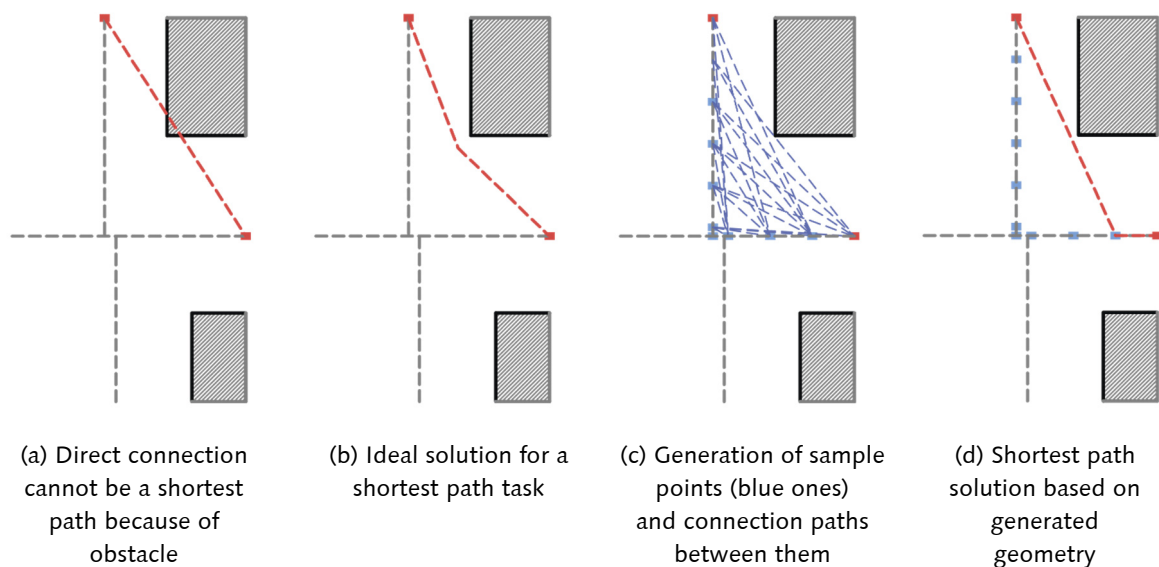 (a) Direct connection
cannot be a shortest
path because of
obstacle
(b) Ideal solution for a
shortest path task
(c) Generation of sample
points (blue ones)
and connection paths
between them
(d) Shortest path
solution based on
generated
geometry